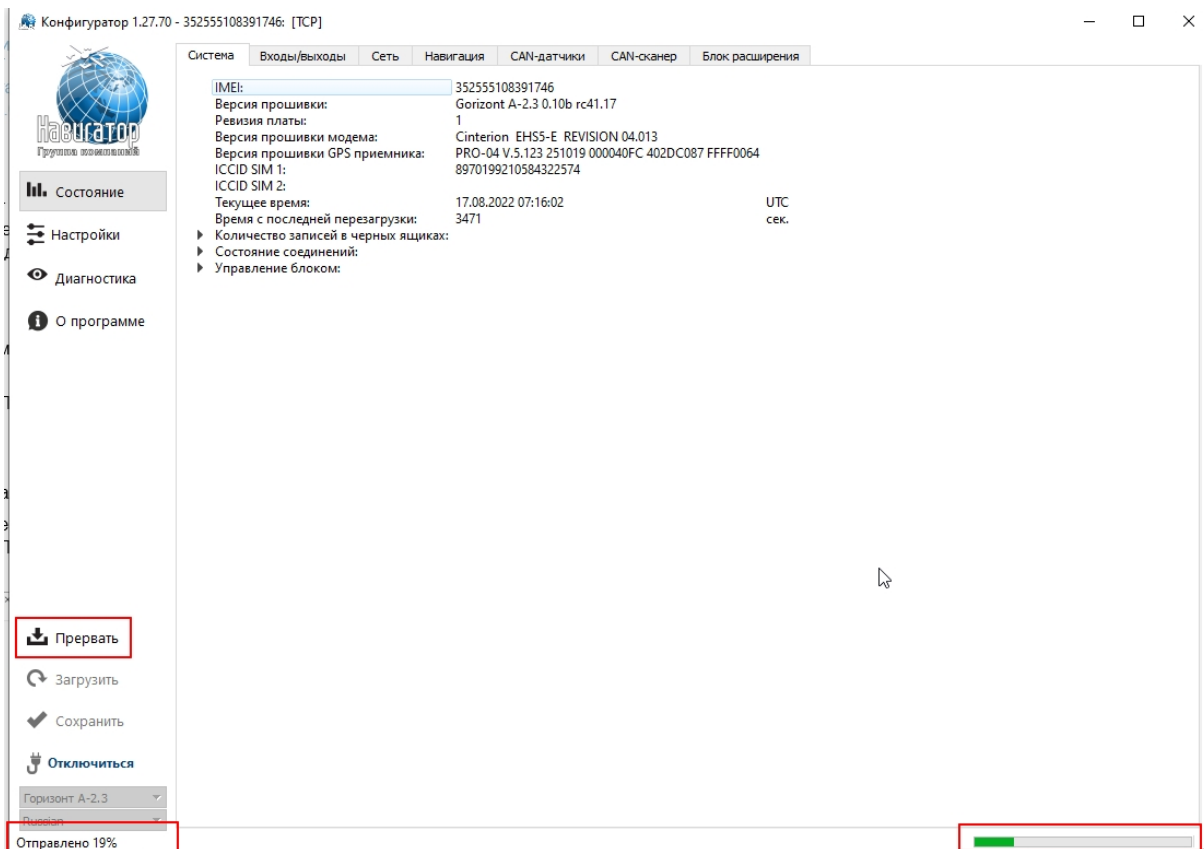 Конфигуратор 1.27.70 - 352555108391746: [TCP]
Система Входы/выходы Сеть Навигация CAN-датчики CAN-сканер Блок расширения
Навигатор
Группа компаний
IMEI: 352555108391746
Версия прошивки: Gorizont A-2.3 0.10b rc41.17
Ревизия платы: 1
Версия прошивки модема: Cinterion EHS5-E REVISION 04.013
Версия прошивки GPS приемника: PRO-04 V.5.123 251019 000040FC 402DC087 FFFF0064
ICCID SIM 1: 8970199210584322574
ICCID SIM 2:
Текущее время: 17.08.2022 07:16:02 UTC
Время с последней перезагрузки: 3471 сек.
Количество записей в черных ящиках:
Состояние соединений:
Управление блоком:
Состояние
Настройки
Диагностика
О программе
Прервать
Загрузить
Сохранить
Отключиться
Горизонт А-2.3
Russian
Отправлено 19%